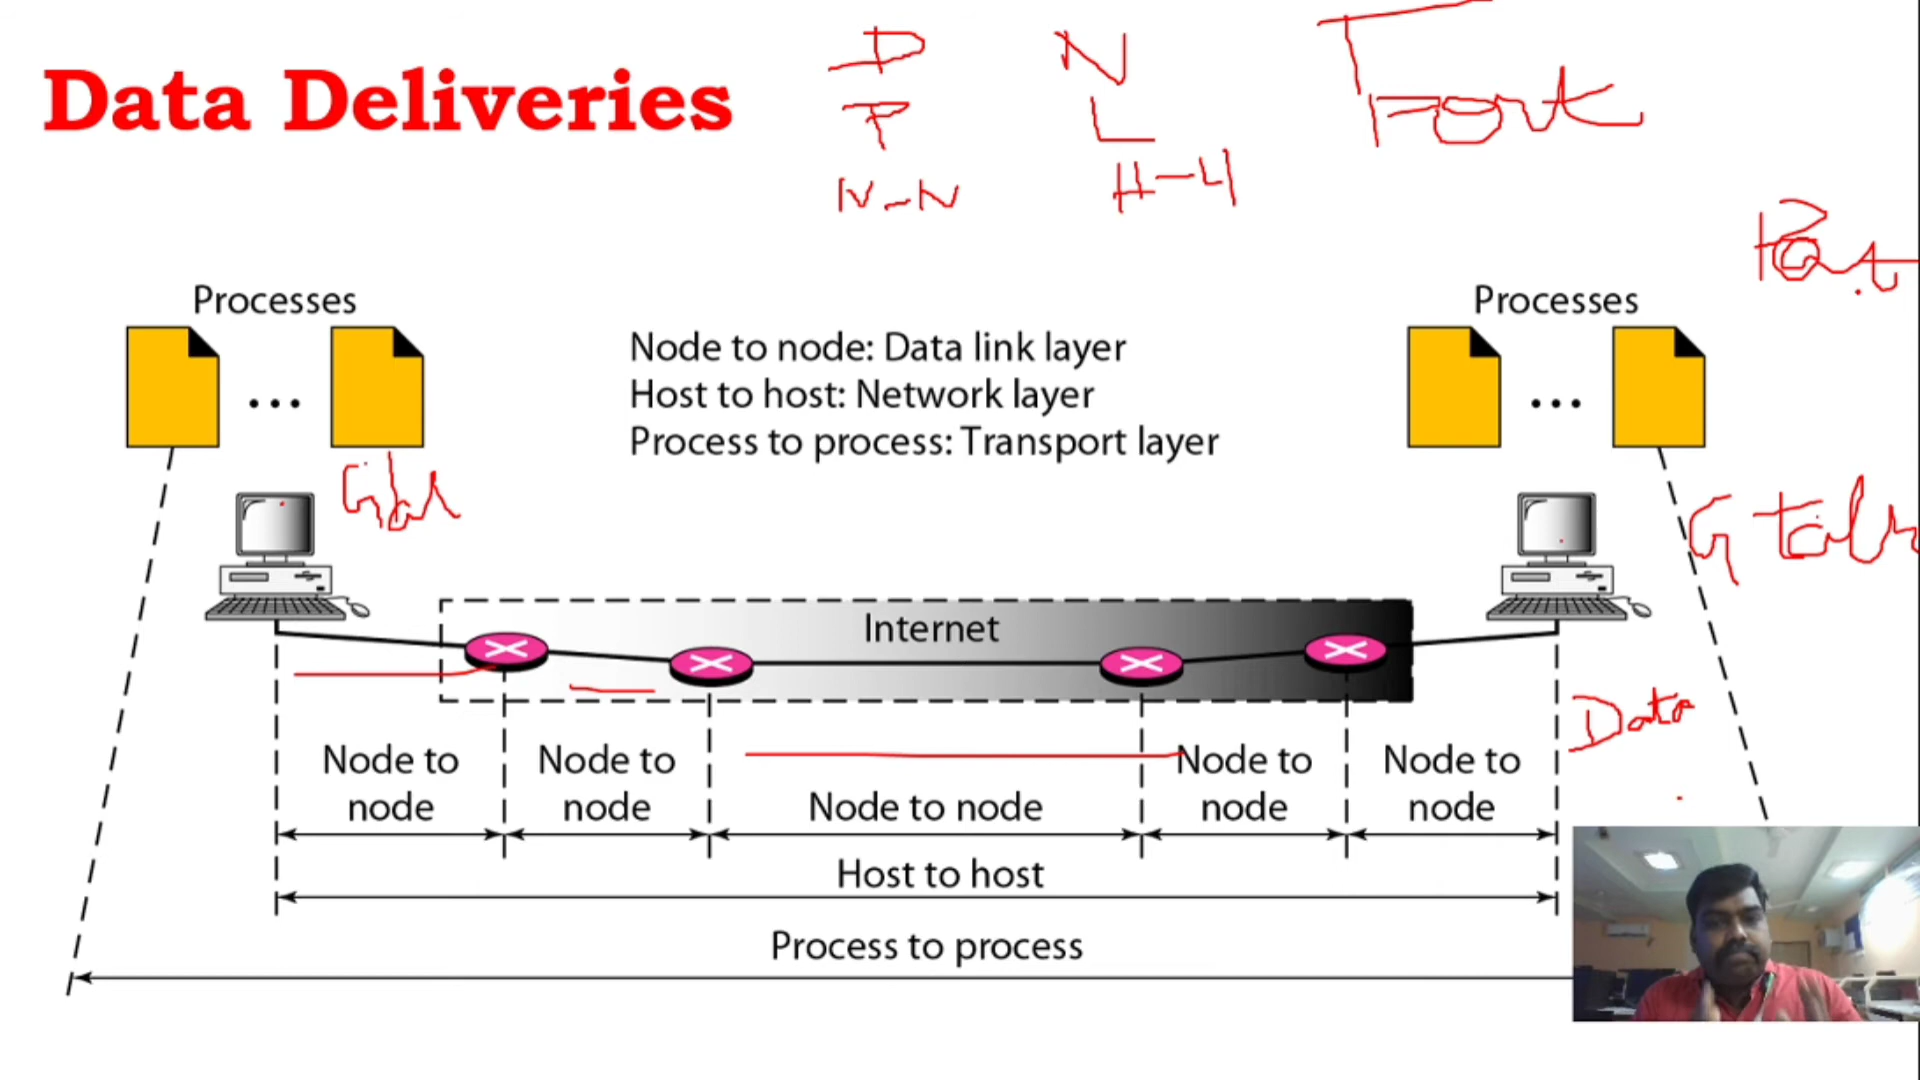 Data Deliveries
D
N
T
P
L
N-N
H-H
Port
Processes
Processes
Node to node: Data link layer
Host to host: Network layer
Process to process: Transport layer
G talk
Internet
Data
Node to
node
Node to
node
Node to node
Node to
node
Node to
node
Host to host
Process to process